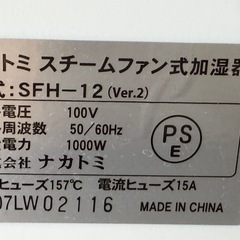 カトミ スチームファン式加湿器
式:SFH-12 (Ver.2)
電圧 100V
周波数 50/60Hz
電力 1000W
PS
E
式会社 ナカトミ
ヒューズ157℃ 電流ヒューズ15A
07LW02116 MADE IN CHINA